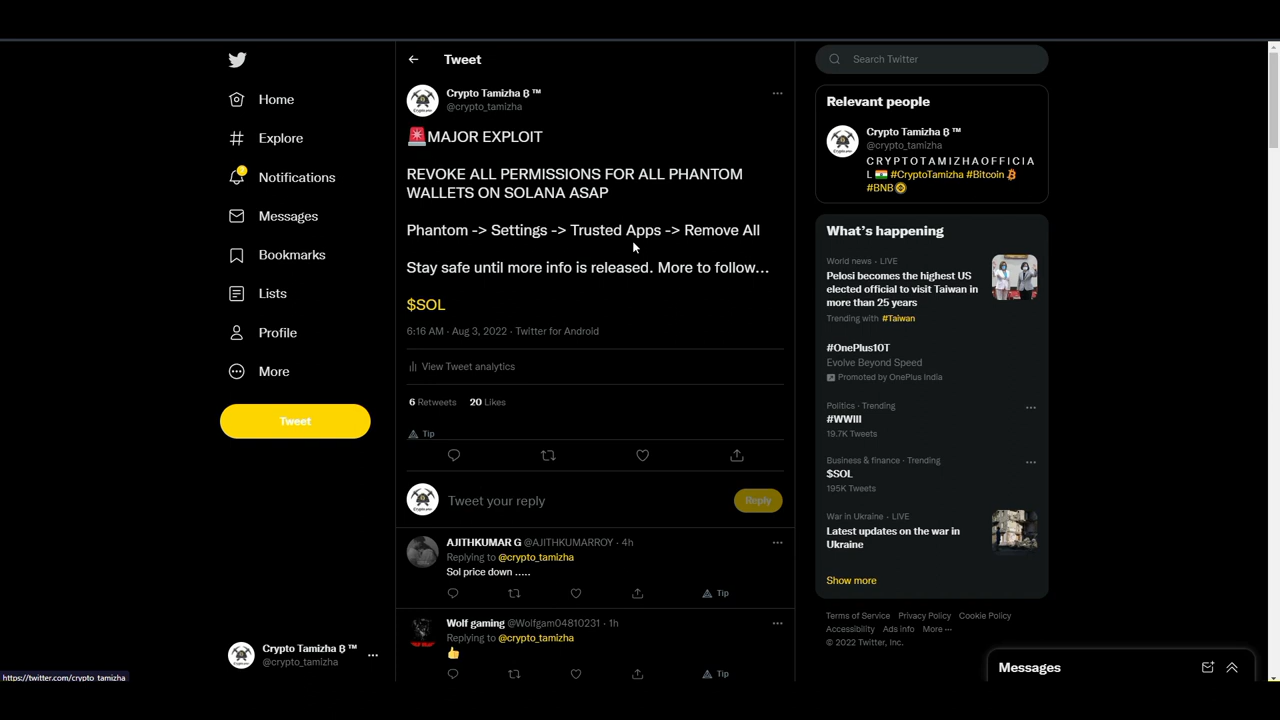 Home
Explore
2
Notifications
Messages
Bookmarks
Lists
Profile
More
Tweet
Crypto Tamizha ₿ ™
@crypto_tamizha
https://twitter.com/crypto_tamizha
Tweet
Crypto Tamizha ₿ ™
@crypto_tamizha
🚨MAJOR EXPLOIT
REVOKE ALL PERMISSIONS FOR ALL PHANTOM
WALLETS ON SOLANA ASAP
Phantom -> Settings -> Trusted Apps -> Remove All
Stay safe until more info is released. More to follow...
$SOL
6:16 AM · Aug 3, 2022 · Twitter for Android
View Tweet analytics
6 Retweets 20 Likes
Tip
Tweet your reply
Reply
AJITHKUMAR G @AJITHKUMARROY · 4h
Replying to @crypto_tamizha
Sol price down .....
Tip
Wolf gaming @Wolfgam04810231 · 1h
Replying to @crypto_tamizha
👍
Tip
Search Twitter
Relevant people
Crypto Tamizha ₿ ™
@crypto_tamizha
C R Y P T O T A M I Z H A O F F I C I A
L 🇮🇳 #CryptoTamizha #Bitcoin
#BNB
What's happening
World news · LIVE
Pelosi becomes the highest US
elected official to visit Taiwan in
more than 25 years
Trending with #Taiwan
#OnePlus10T
Evolve Beyond Speed
Promoted by OnePlus India
Politics · Trending
#WWIII
19.7K Tweets
Business & finance · Trending
$SOL
195K Tweets
War in Ukraine · LIVE
Latest updates on the war in
Ukraine
Show more
Terms of Service Privacy Policy Cookie Policy
Accessibility Ads info More ···
© 2022 Twitter, Inc.
Messages